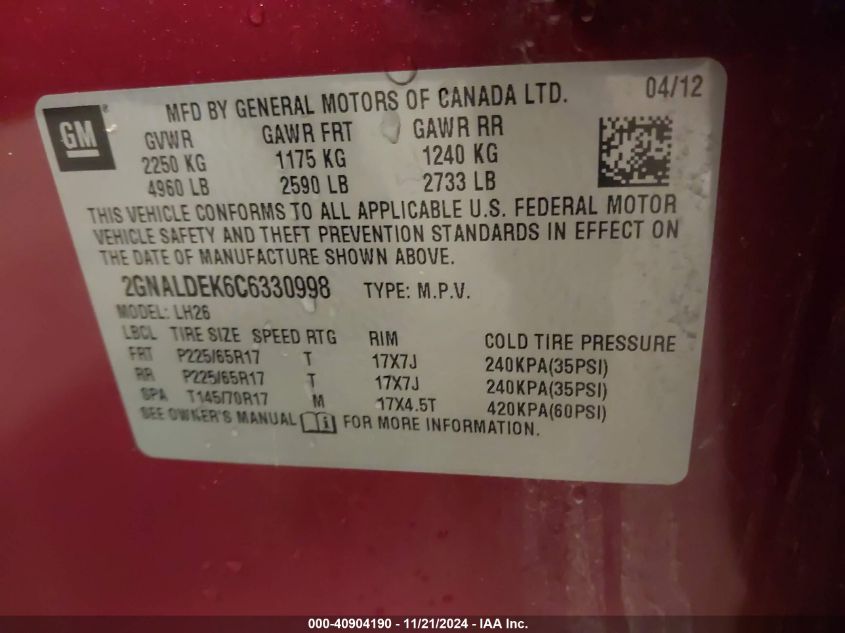 MFD BY GENERAL MOTORS OF CANADA LTD. 04/12
GM
GVWR GAWR FRT GAWR RR
2250 KG 1175 KG 1240 KG
4960 LB 2590 LB 2733 LB
THIS VEHICLE CONFORMS TO ALL APPLICABLE U.S. FEDERAL MOTOR
VEHICLE SAFETY AND THEFT PREVENTION STANDARDS IN EFFECT ON
THE DATE OF MANUFACTURE SHOWN ABOVE.
2GNALDEK6C6330998 TYPE: M.P.V.
MODEL: LH26
LBCL TIRE SIZE SPEED RTG RIM COLD TIRE PRESSURE
FRT P225/65R17 T 17X7J 240KPA(35PSI)
RR P225/65R17 T 17X7J 240KPA(35PSI)
SPA T145/70R17 M 17X4.5T 420KPA(60PSI)
SEE OWNER'S MANUAL FOR MORE INFORMATION.
000-40904190 - 11/21/2024 - IAA, Inc.